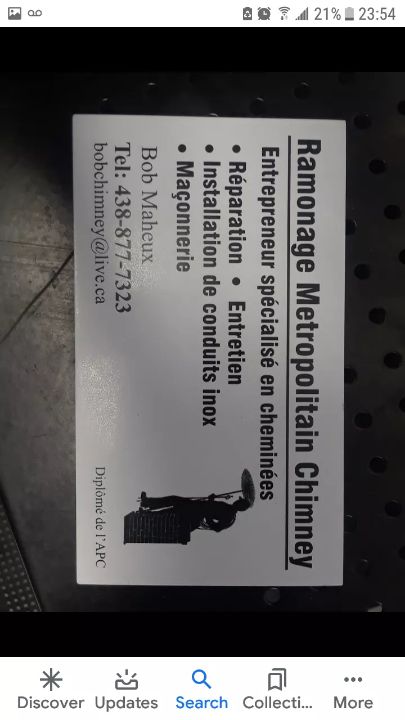 21% 23:54
Ramonage Metropolitain Chimney
Entrepreneur spécialisé en cheminées
• Réparation • Entretien
• Installation de conduits inox
• Maçonnerie
Bob Maheux
Tel: 438-877-7323
bobchimney@live.ca
Diplômé de l'APC
Discover Updates Search Collecti... More